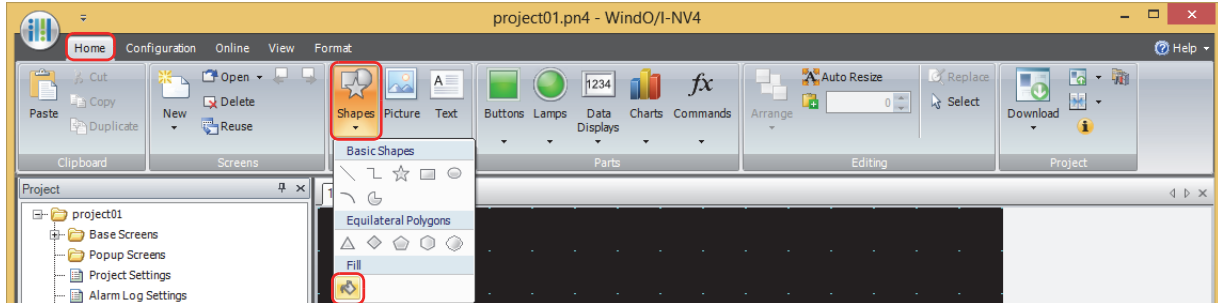 project01.pn4 - WindO/I-NV4
Home Configuration Online View Format Help
Cut Open Auto Resize Replace
Copy Delete 0 Select
Paste Duplicate New Reuse Shapes Picture Text Buttons Lamps 1234 Data Displays Charts fx Commands Arrange Download
Clipboard Screens Parts Editing Project
Basic Shapes
Equilateral Polygons
Fill
Project
project01
Base Screens
Popup Screens
Project Settings
Alarm Log Settings